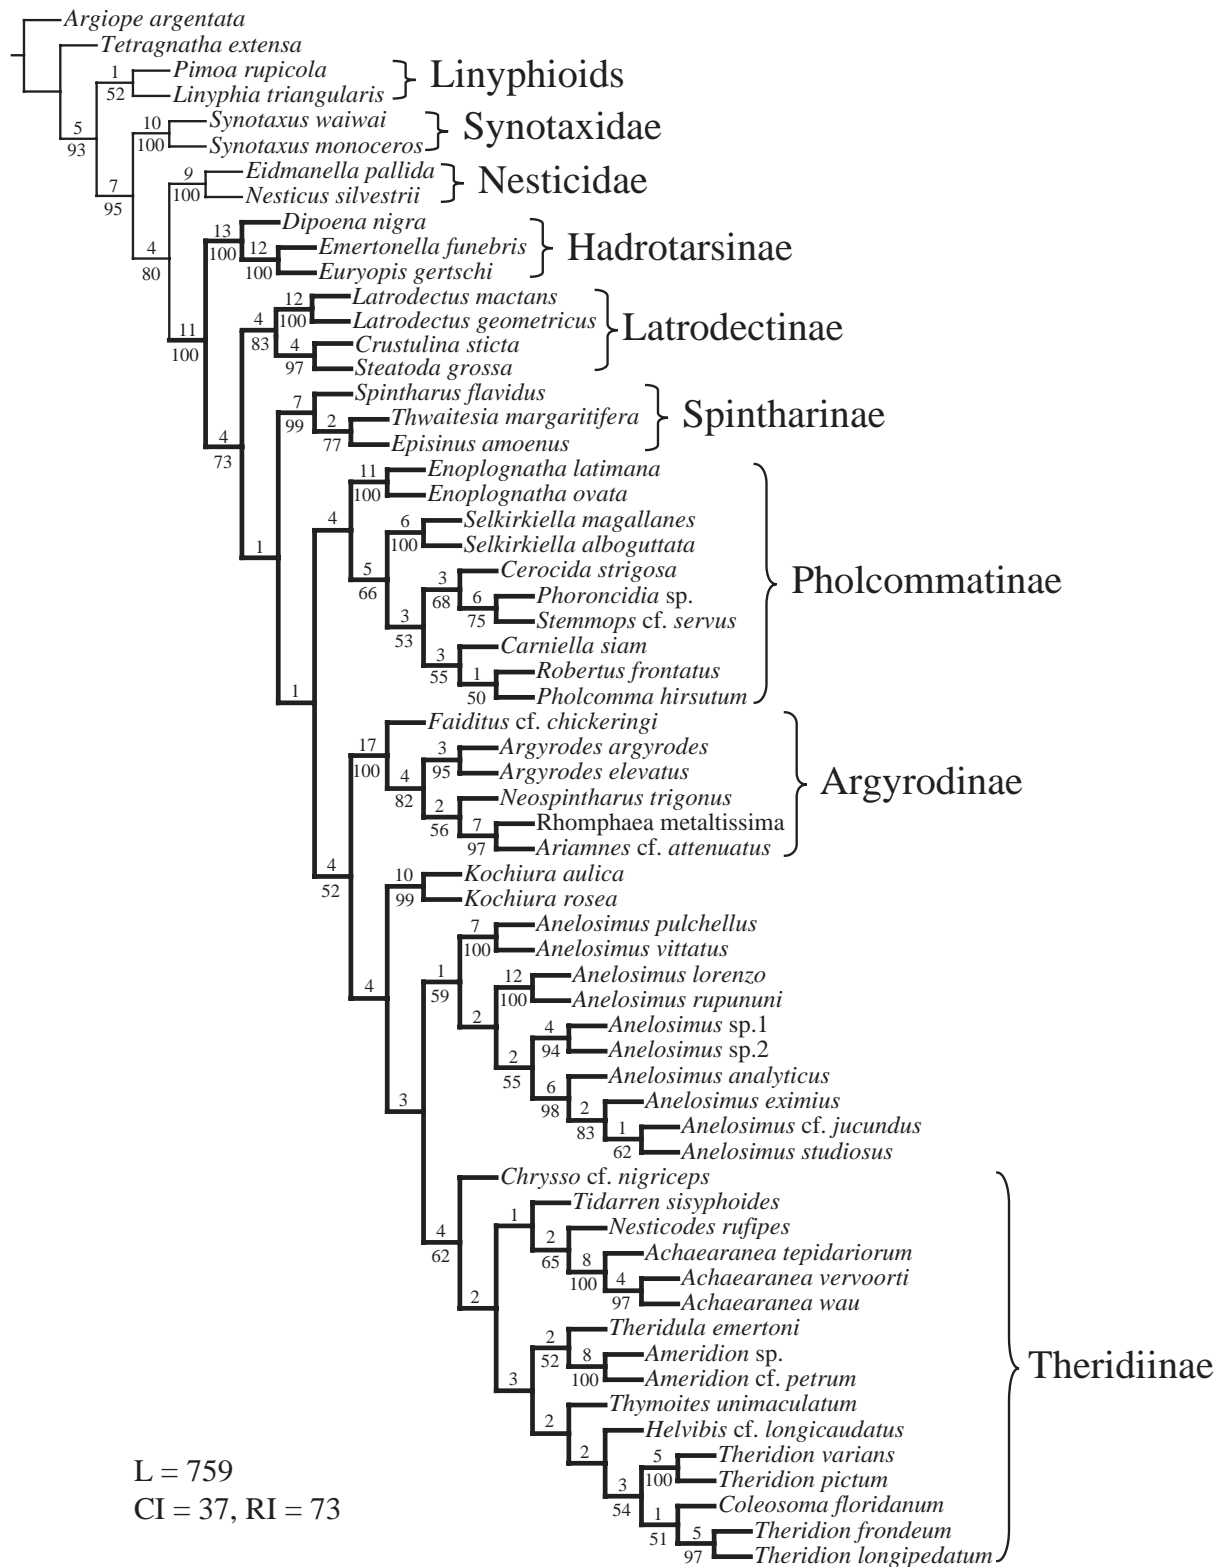 Argiope argentata
Tetragnatha extensa
1
52
Pimoa rupicola
Linyphia triangularis
Linyphioids
5
93
10
100
Synotaxus waiwai
Synotaxus monoceros
Synotaxidae
7
95
9
100
Eidmanella pallida
Nesticus silvestrii
Nesticidae
4
80
13
100
Dipoena nigra
12
100
Emertonella funebris
Euryopis gertschi
Hadrotarsinae
11
100
12
100
Latrodectus mactans
Latrodectus geometricus
4
83
4
97
Crustulina sticta
Steatoda grossa
Latrodectinae
4
73
7
99
Spintharus flavidus
2
77
Thwaitesia margaritifera
Episinus amoenus
Spintharinae
1
11
100
Enoplognatha latimana
Enoplognatha ovata
4
6
100
Selkirkiella magallanes
Selkirkiella alboguttata
5
66
3
68
Cerocida strigosa
6
75
Phoroncidia sp.
Stemmops cf. servus
3
53
3
55
Carniella siam
1
50
Robertus frontatus
Pholcomma hirsutum
Pholcommatinae
1
17
100
Faiditus cf. chickeringi
3
95
Argyrodes argyrodes
Argyrodes elevatus
4
82
2
56
Neospintharus trigonus
7
97
Rhomphaea metaltissima
Ariamnes cf. attenuatus
Argyrodinae
4
52
10
99
Kochiura aulica
Kochiura rosea
4
7
100
Anelosimus pulchellus
Anelosimus vittatus
1
59
12
100
Anelosimus lorenzo
Anelosimus rupununi
2
4
94
Anelosimus sp.1
Anelosimus sp.2
2
55
6
98
Anelosimus analyticus
2
83
Anelosimus eximius
1
62
Anelosimus cf. jucundus
Anelosimus studiosus
3
Chrysso cf. nigriceps
4
62
1
Tidarren sisyphoides
2
65
Nesticodes rufipes
8
100
Achaearanea tepidariorum
4
97
Achaearanea vervoorti
Achaearanea wau
2
2
52
Theridula emertoni
8
100
Ameridion sp.
Ameridion cf. petrum
3
Thymoites unimaculatum
2
Helvibis cf. longicaudatus
2
5
100
Theridion varians
Theridion pictum
3
54
1
51
Coleosoma floridanum
5
97
Theridion frondeum
Theridion longipedatum
Theridiinae
L = 759
CI = 37, RI = 73